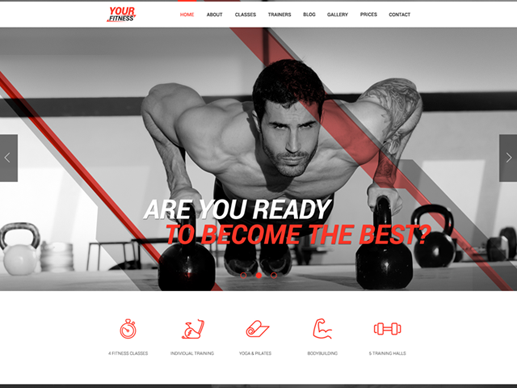 YOUR
.FITNESS
HOME ABOUT CLASSES TRAINERS BLOG GALLERY PRICES CONTACT
ARE YOU READY
TO BECOME THE BEST?
4 FITNESS CLASSES INDIVIDUAL TRAINING YOGA & PILATES BODYBUILDING 5 TRAINING HALLS